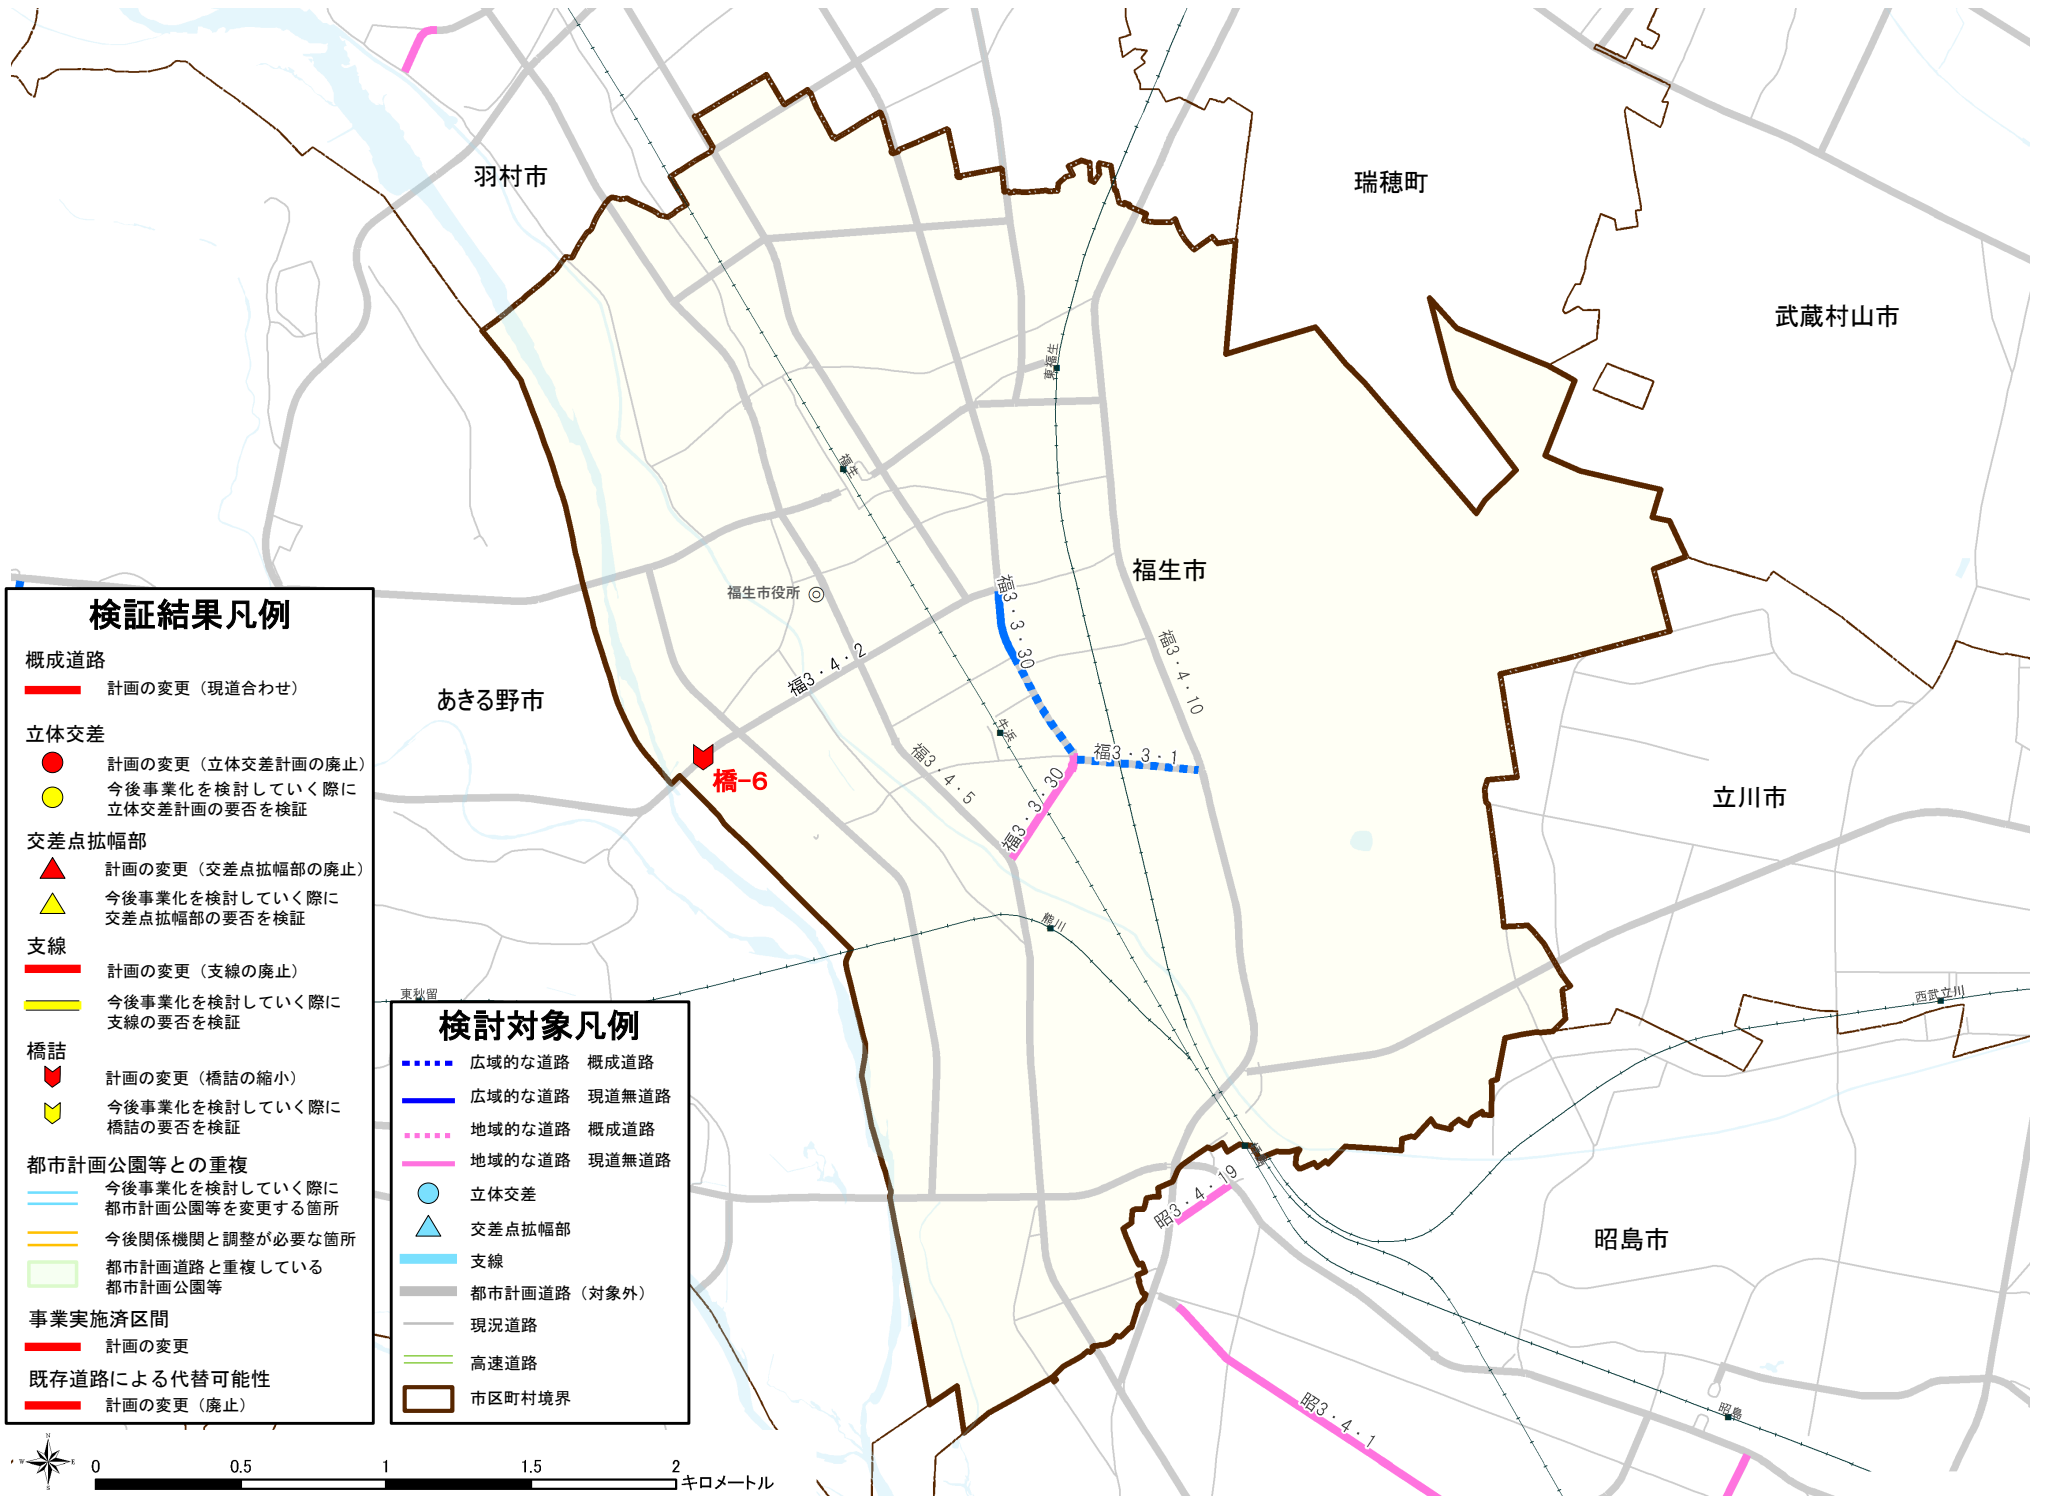 羽村市
瑞穂町
武蔵村山市
東福生
福生
福生市
福生市役所
福3・3・30
福3・4・2
福3・4・10
あきる野市
牛浜
福3・3・1
橋-6
福3・4・5
福3・3・30
立川市
熊川
東秋留
西武立川
昭3・4・19
昭島市
昭3・4・1
昭島
検証結果凡例
概成道路
計画の変更（現道合わせ）
立体交差
計画の変更（立体交差計画の廃止）
今後事業化を検討していく際に
立体交差計画の要否を検証
交差点拡幅部
計画の変更（交差点拡幅部の廃止）
今後事業化を検討していく際に
交差点拡幅部の要否を検証
支線
計画の変更（支線の廃止）
今後事業化を検討していく際に
支線の要否を検証
橋詰
計画の変更（橋詰の縮小）
今後事業化を検討していく際に
橋詰の要否を検証
都市計画公園等との重複
今後事業化を検討していく際に
都市計画公園等を変更する箇所
今後関係機関と調整が必要な箇所
都市計画道路と重複している
都市計画公園等
事業実施済区間
計画の変更
既存道路による代替可能性
計画の変更（廃止）
検討対象凡例
広域的な道路　概成道路
広域的な道路　現道無道路
地域的な道路　概成道路
地域的な道路　現道無道路
立体交差
交差点拡幅部
支線
都市計画道路（対象外）
現況道路
高速道路
市区町村境界
N
W
E
S
0 0.5 1 1.5 2
キロメートル